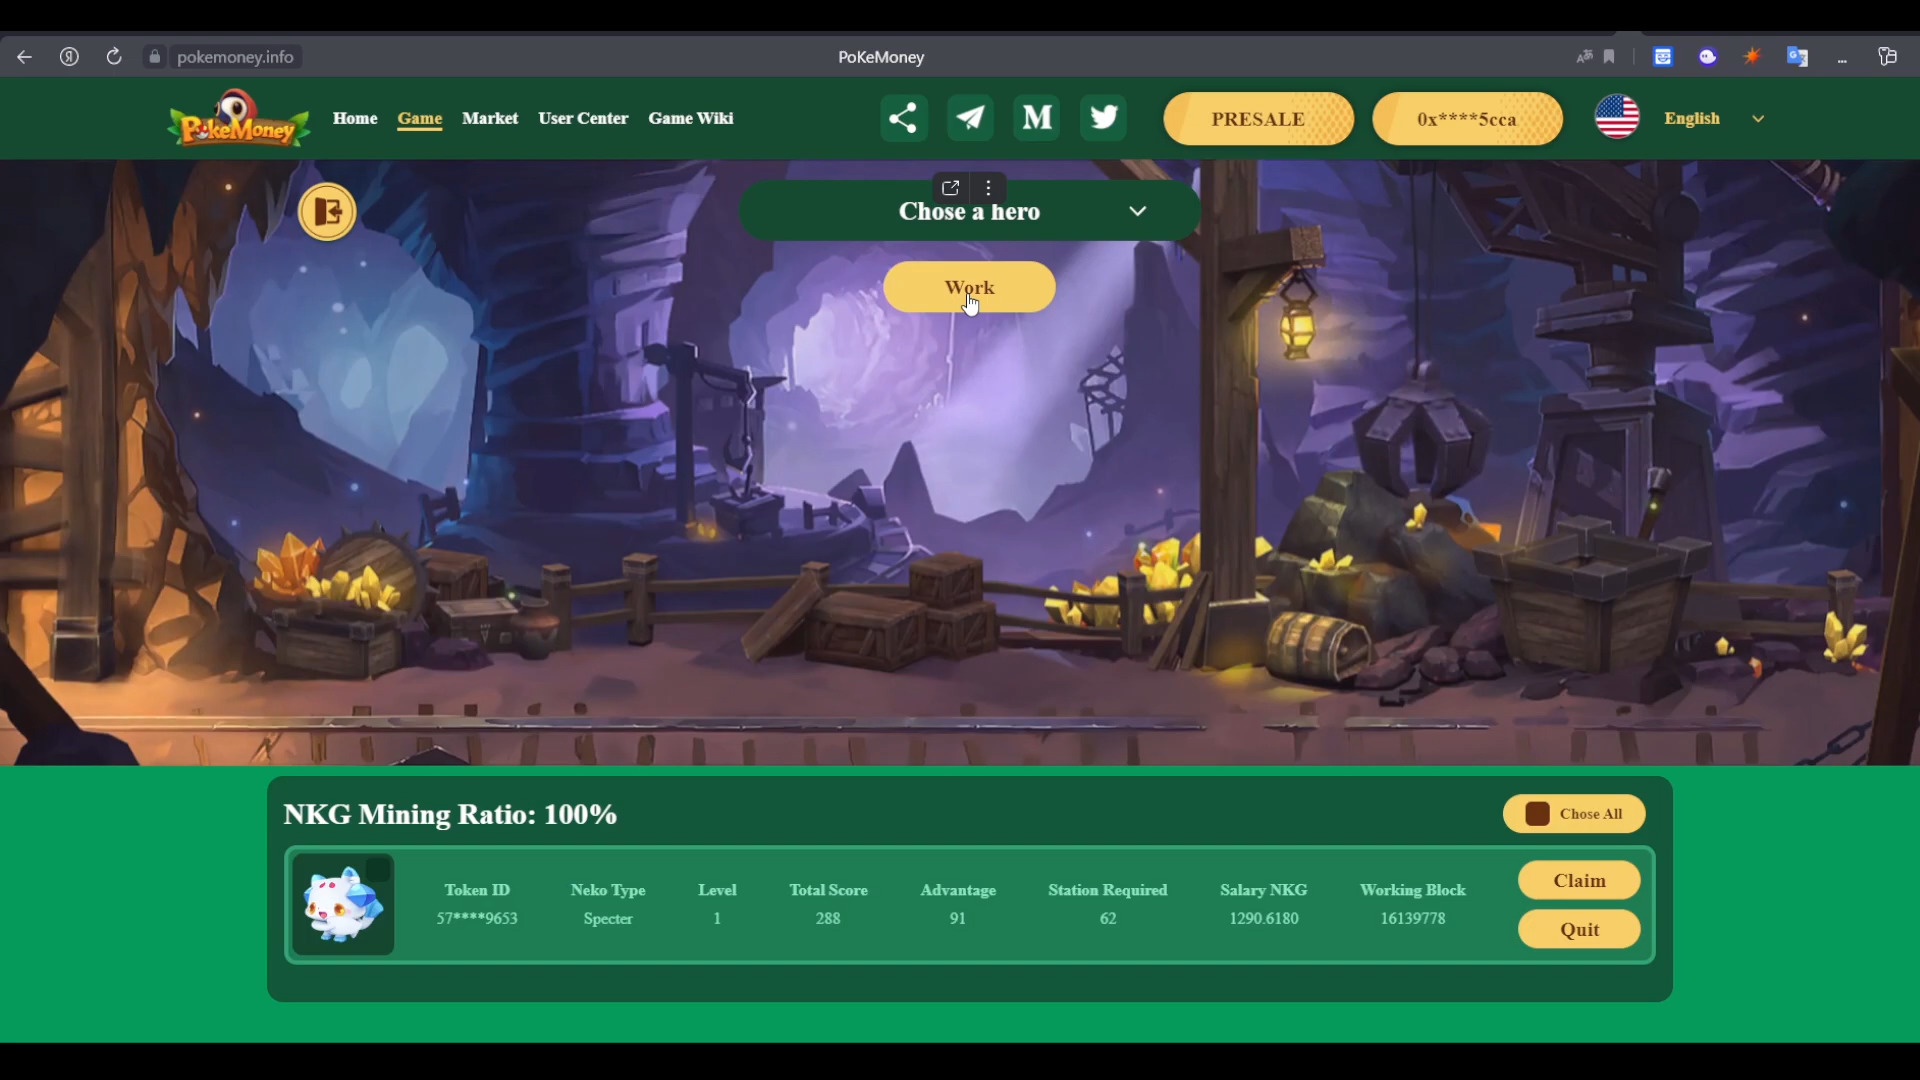 pokemoney.info
PoKeMoney
PokeMoney
Home
Game
Market
User Center
Game Wiki
M
PRESALE
0x****5cca
English
Chose a hero
Work
NKG Mining Ratio: 100%
Chose All
Token ID
57****9653
Neko Type
Specter
Level
1
Total Score
288
Advantage
91
Station Required
62
Salary NKG
1290.6180
Working Block
16139778
Claim
Quit